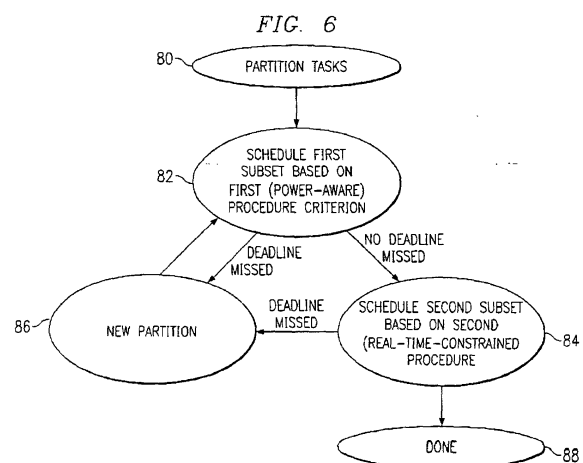 FIG. 6
80
PARTITION TASKS
82
SCHEDULE FIRST
SUBSET BASED ON
FIRST (POWER-AWARE)
PROCEDURE CRITERION
DEADLINE
MISSED
NO DEADLINE
MISSED
86
NEW PARTITION
DEADLINE
MISSED
SCHEDULE SECOND SUBSET
BASED ON SECOND
(REAL-TIME-CONSTRAINED
PROCEDURE
84
DONE
88